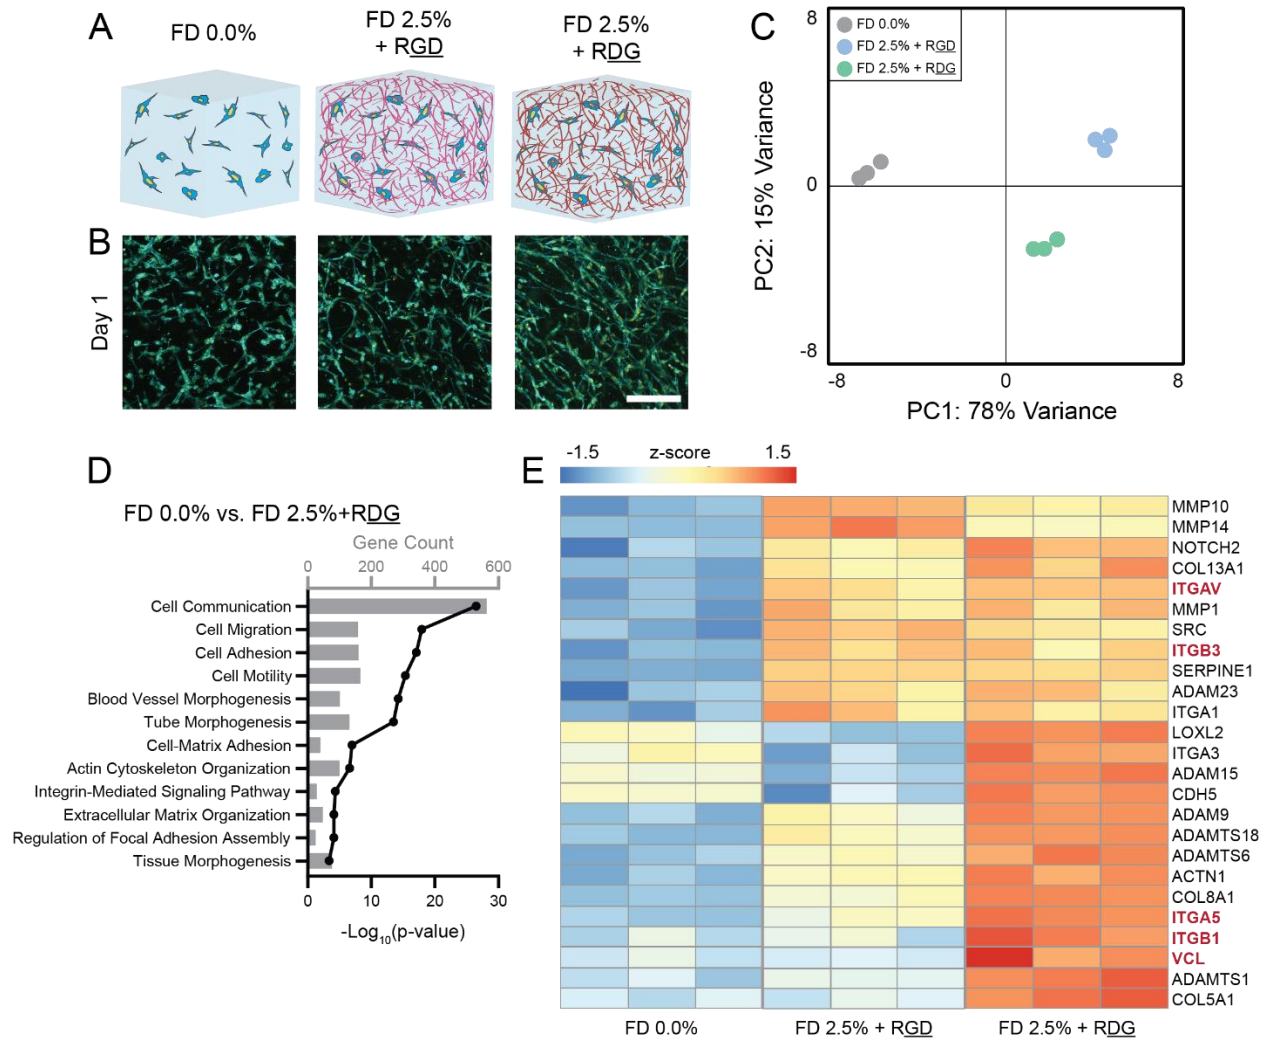 A
FD 0.0%
FD 2.5%
+ RGD
FD 2.5%
+ RDG
B
Day 1
C
8
0
-8
FD 0.0%
FD 2.5% + RGD
FD 2.5% + RDG
PC2: 15% Variance
-8
0
8
PC1: 78% Variance
D
FD 0.0% vs. FD 2.5%+RDG
Gene Count
0 200 400 600
Cell Communication
Cell Migration
Cell Adhesion
Cell Motility
Blood Vessel Morphogenesis
Tube Morphogenesis
Cell-Matrix Adhesion
Actin Cytoskeleton Organization
Integrin-Mediated Signaling Pathway
Extracellular Matrix Organization
Regulation of Focal Adhesion Assembly
Tissue Morphogenesis
0 10 20 30
-Log10(p-value)
E
-1.5 z-score 1.5
MMP10
MMP14
NOTCH2
COL13A1
ITGAV
MMP1
SRC
ITGB3
SERPINE1
ADAM23
ITGA1
LOXL2
ITGA3
ADAM15
CDH5
ADAM9
ADAMTS18
ADAMTS6
ACTN1
COL8A1
ITGA5
ITGB1
VCL
ADAMTS1
COL5A1
FD 0.0%
FD 2.5% + RGD
FD 2.5% + RDG